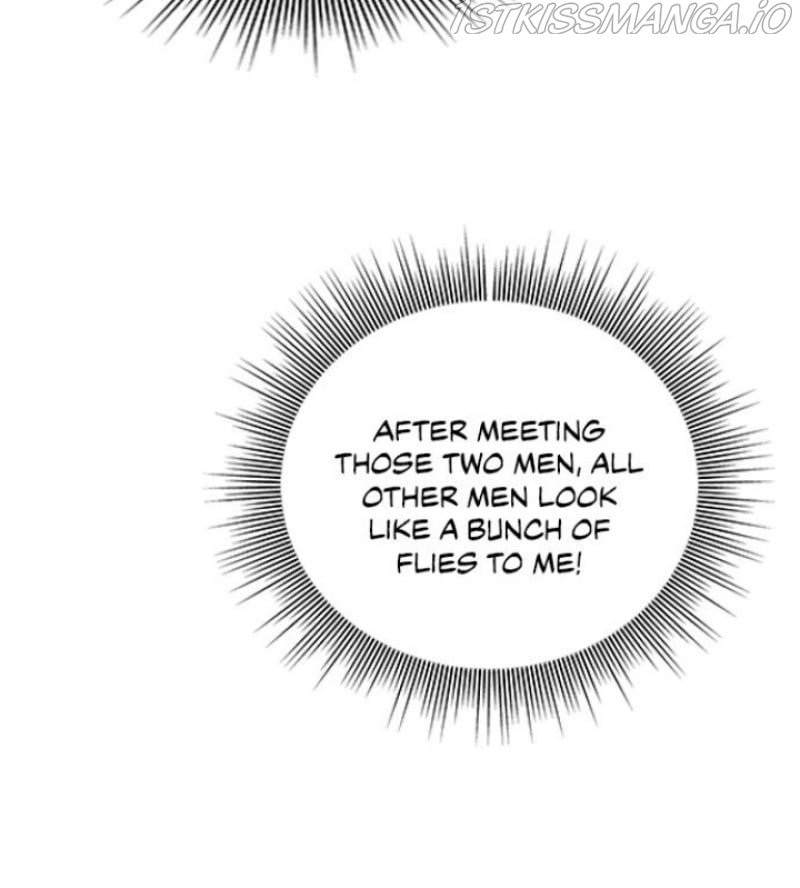 1STKISSMANGA.IO
AFTER MEETING
THOSE TWO MEN, ALL
OTHER MEN LOOK
LIKE A BUNCH OF
FLIES TO ME!